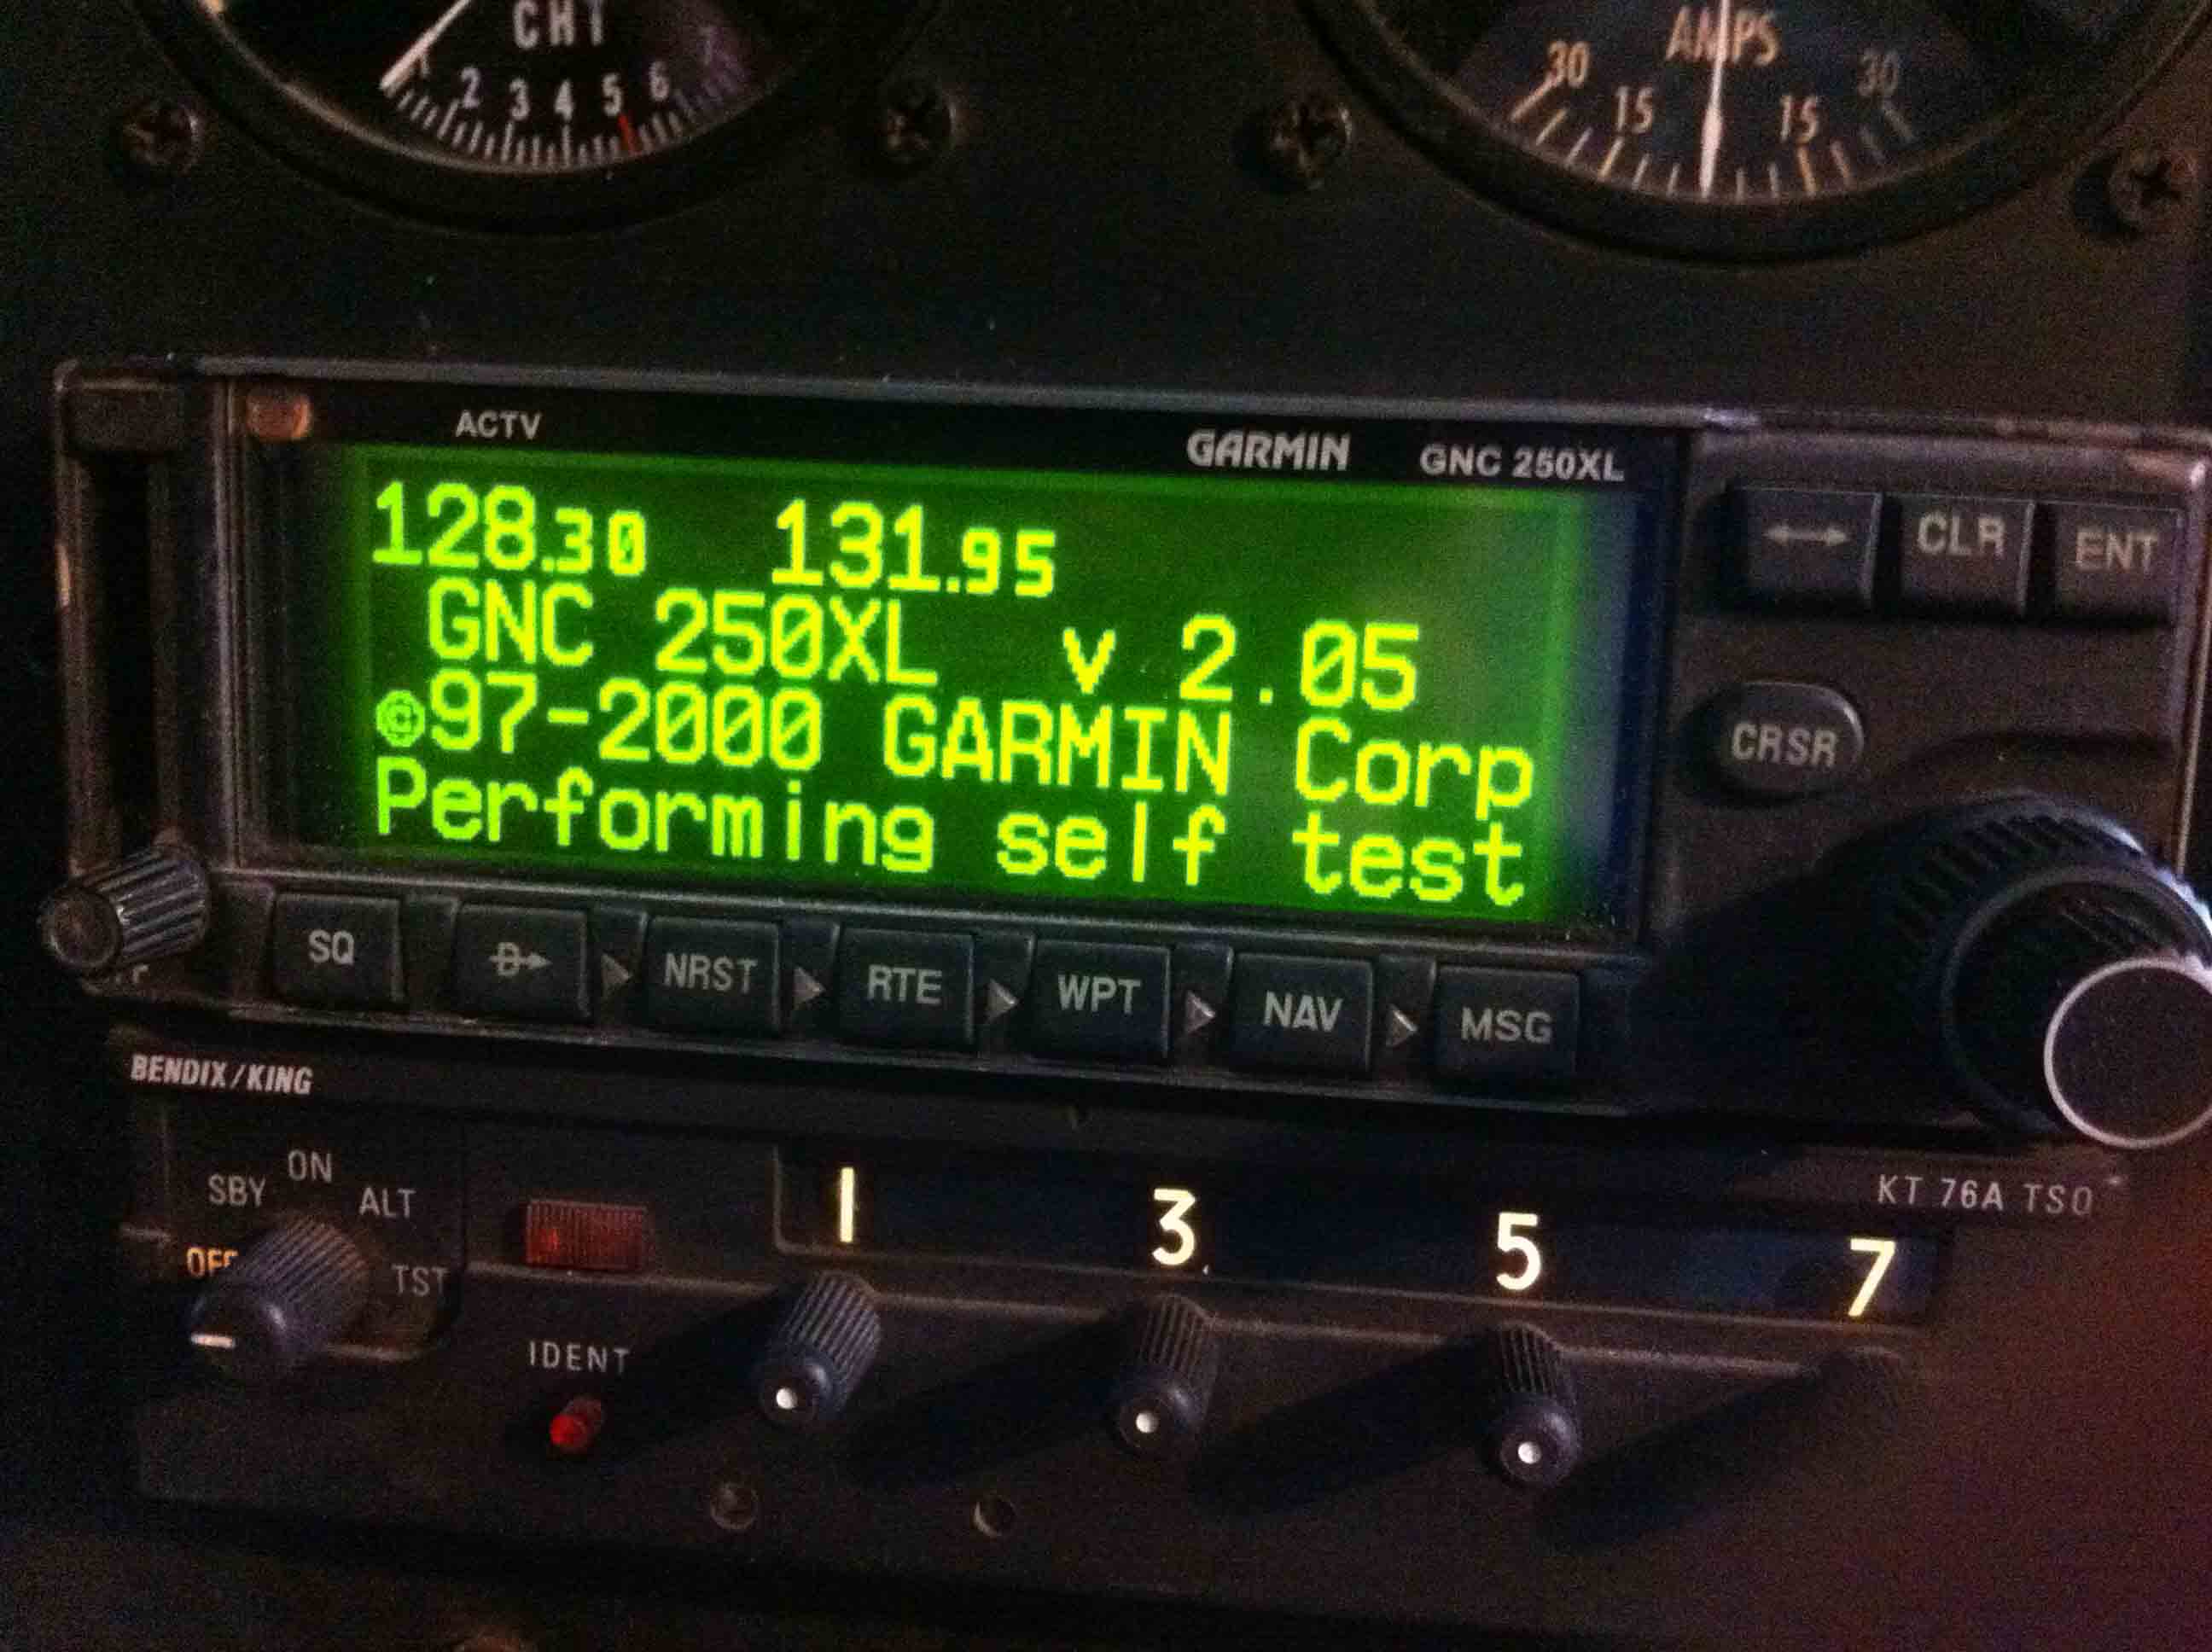 CHT
2 3 4 5 6 7
AMPS
30 15 15 30
ACTV
GARMIN GNC 250XL
128.30 131.95
GNC 250XL v 2.05
©97-2000 GARMIN Corp
Performing self test
CLR ENT
CRSR
SQ D NRST RTE WPT NAV MSG
BENDIX/KING
KT 76A TSO
OFF SBY ON ALT TST
1 3 5 7
IDENT